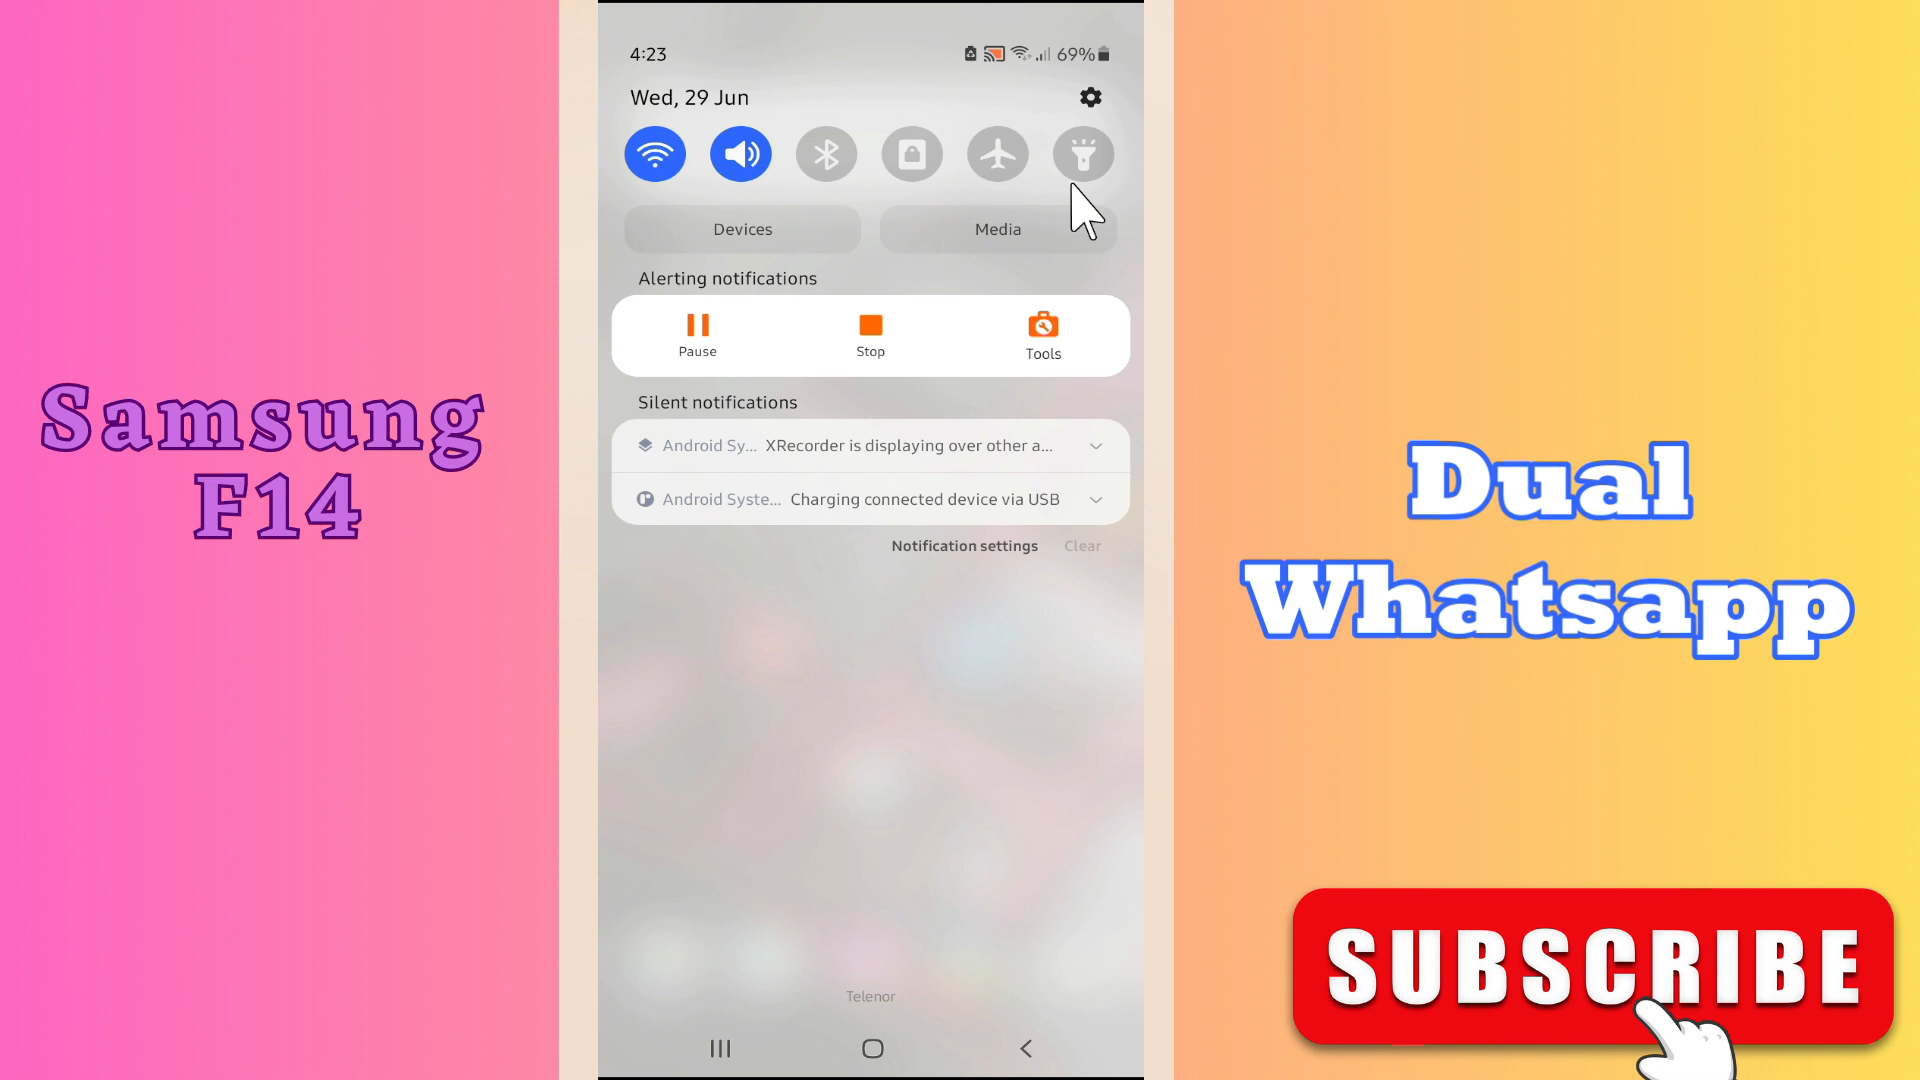 Samsung
F14
4:23
69%
Wed, 29 Jun
Devices
Media
Alerting notifications
Pause
Stop
Tools
Silent notifications
Android Sy... XRecorder is displaying over other a...
Android Syste... Charging connected device via USB
Notification settings
Clear
Telenor
Dual
Whatsapp
SUBSCRIBE